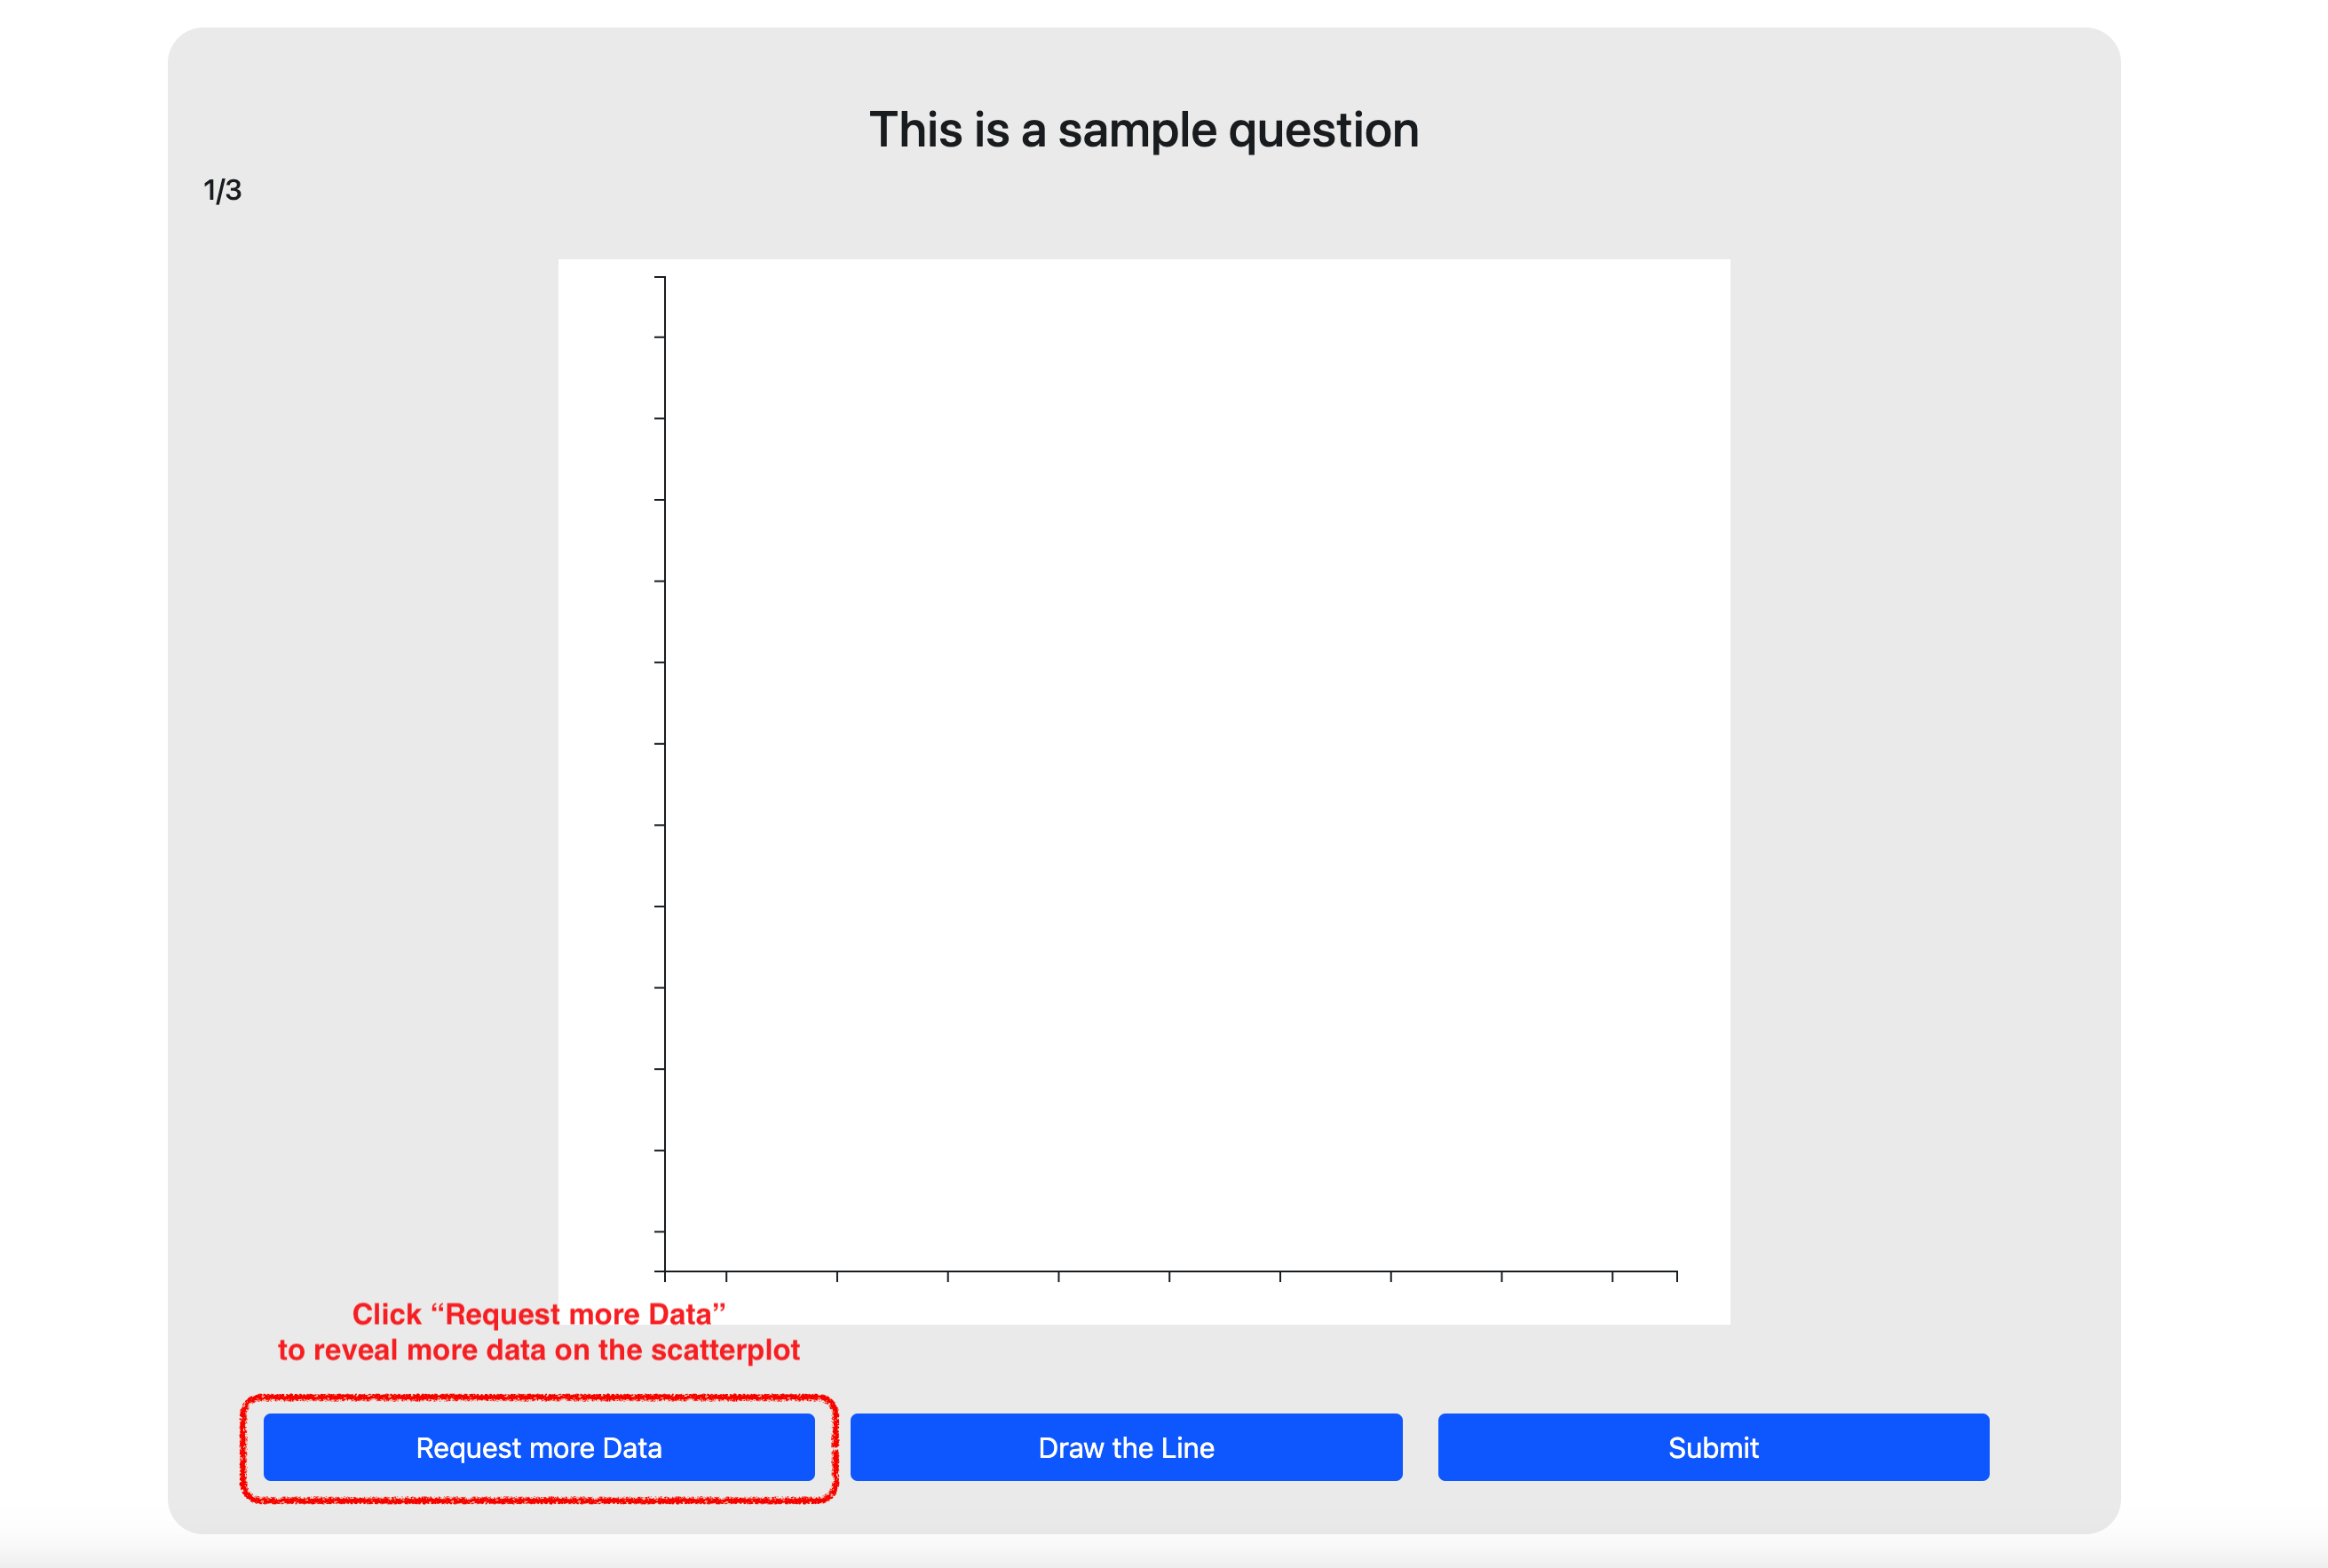 This is a sample question
1/3
Click “Request more Data”
to reveal more data on the scatterplot
Request more Data
Draw the Line
Submit